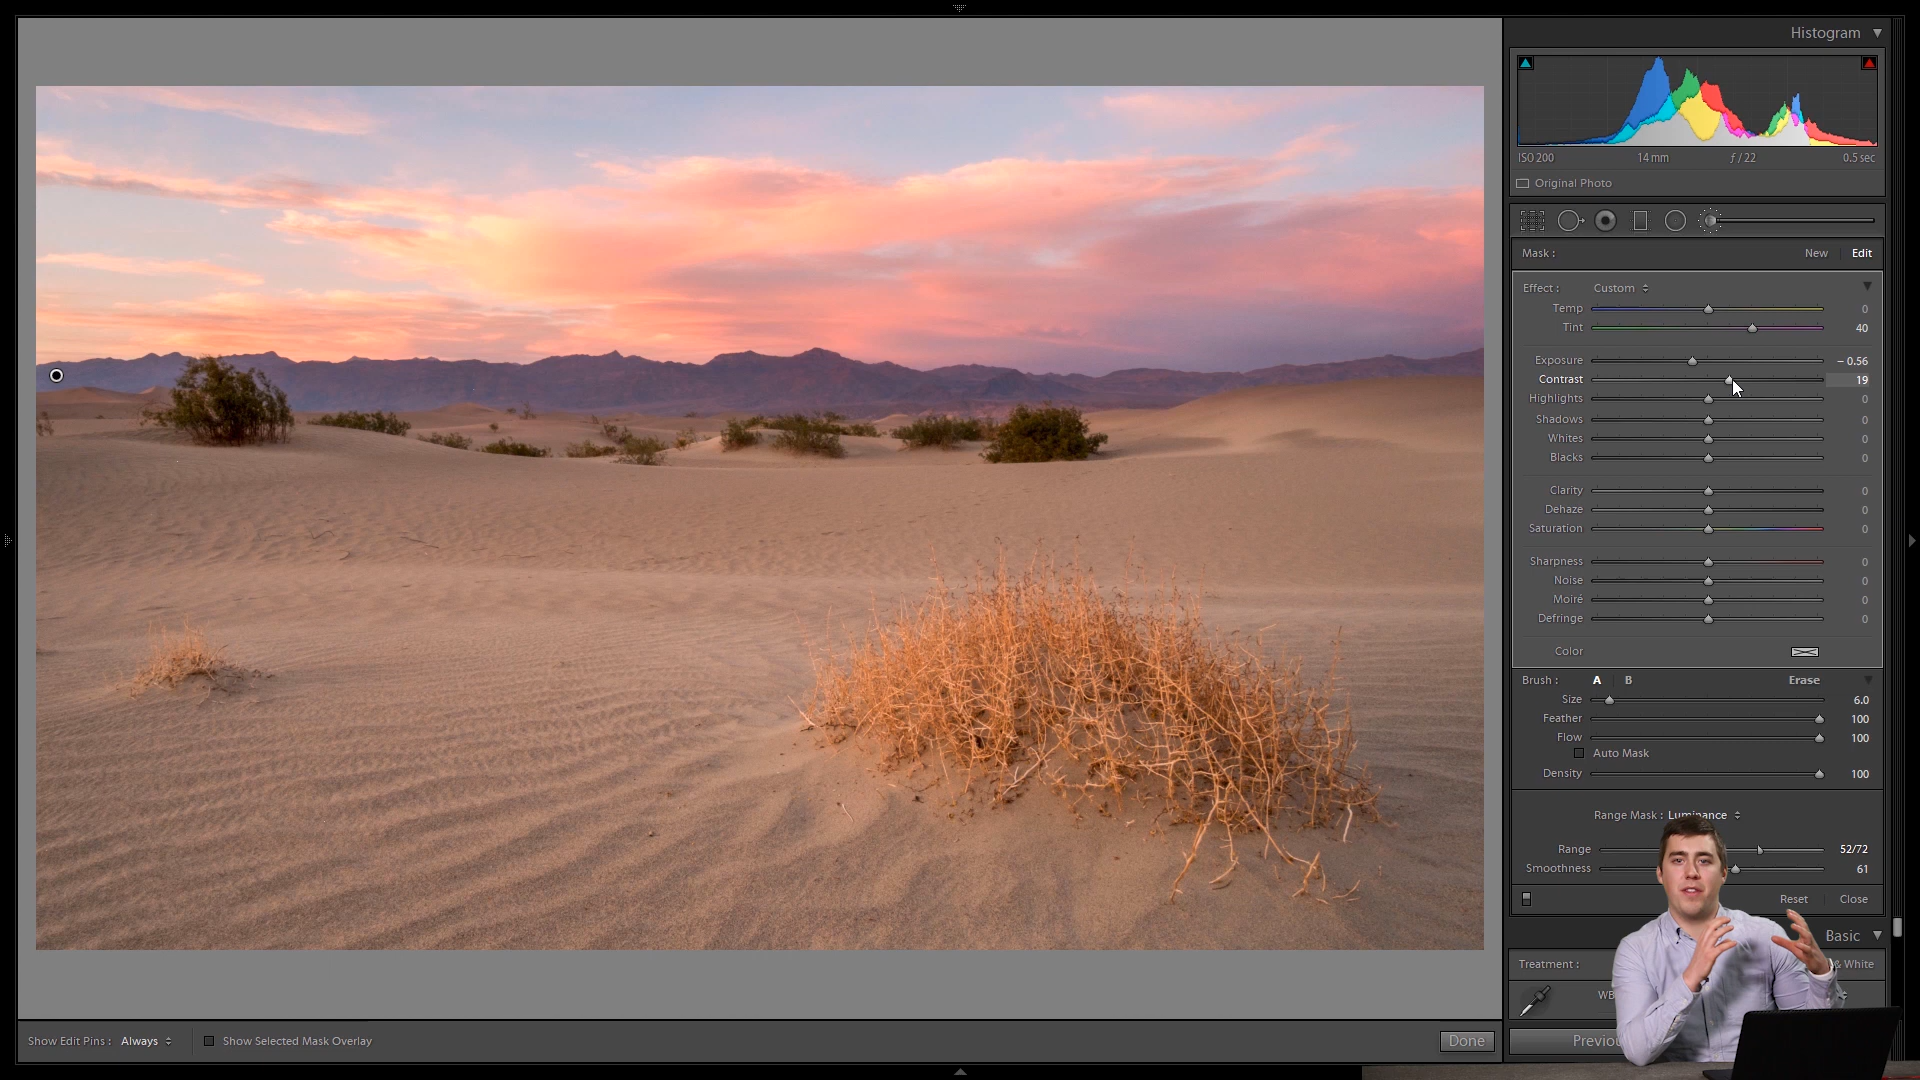 Histogram
ISO 200 14 mm ƒ / 22 0.5 sec
Original Photo
Mask : New Edit
Effect : Custom
Temp 0
Tint 40
Exposure – 0.56
Contrast 19
Highlights 0
Shadows 0
Whites 0
Blacks 0
Clarity 0
Dehaze 0
Saturation 0
Sharpness 0
Noise 0
Moiré 0
Defringe 0
Color
Brush : A B Erase
Size 6.0
Feather 100
Flow 100
Auto Mask
Density 100
Range Mask : Luminance
Range 52/72
Smoothness 61
Reset Close
Basic
Treatment : & White
WB
Show Edit Pins : Always Show Selected Mask Overlay Done